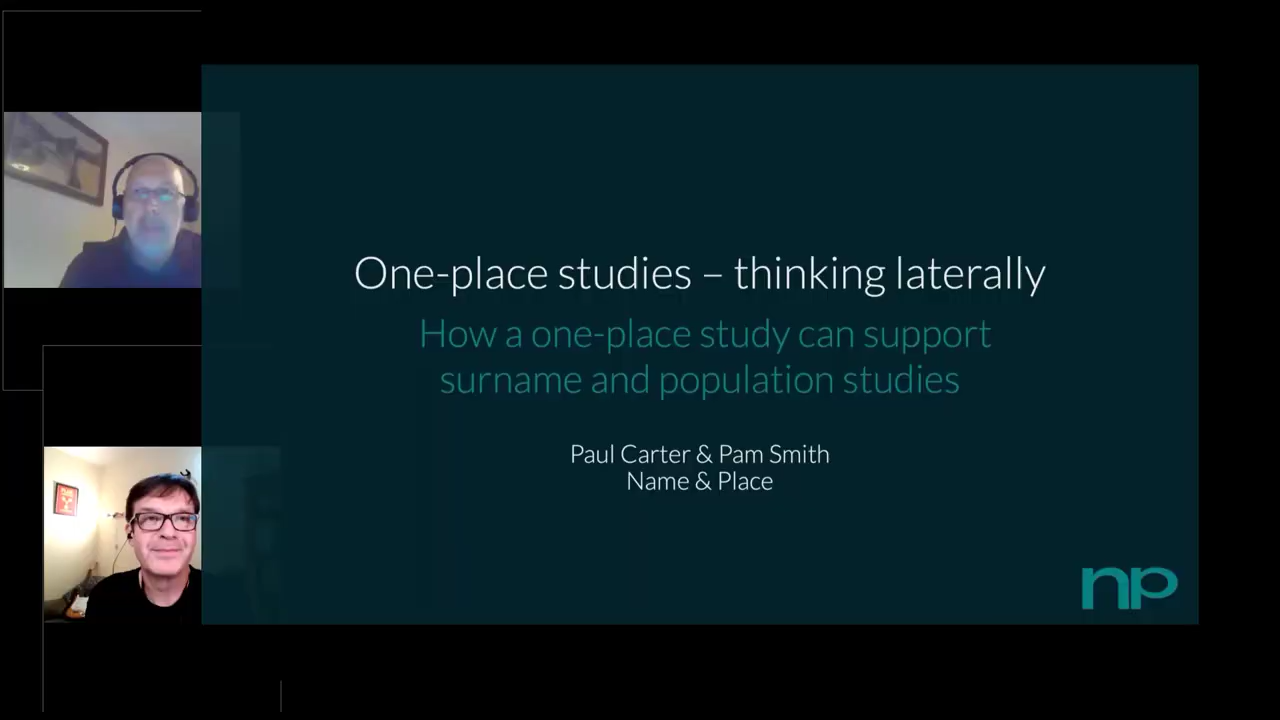 One-place studies – thinking laterally
How a one-place study can support
surname and population studies
Paul Carter & Pam Smith
Name & Place
np